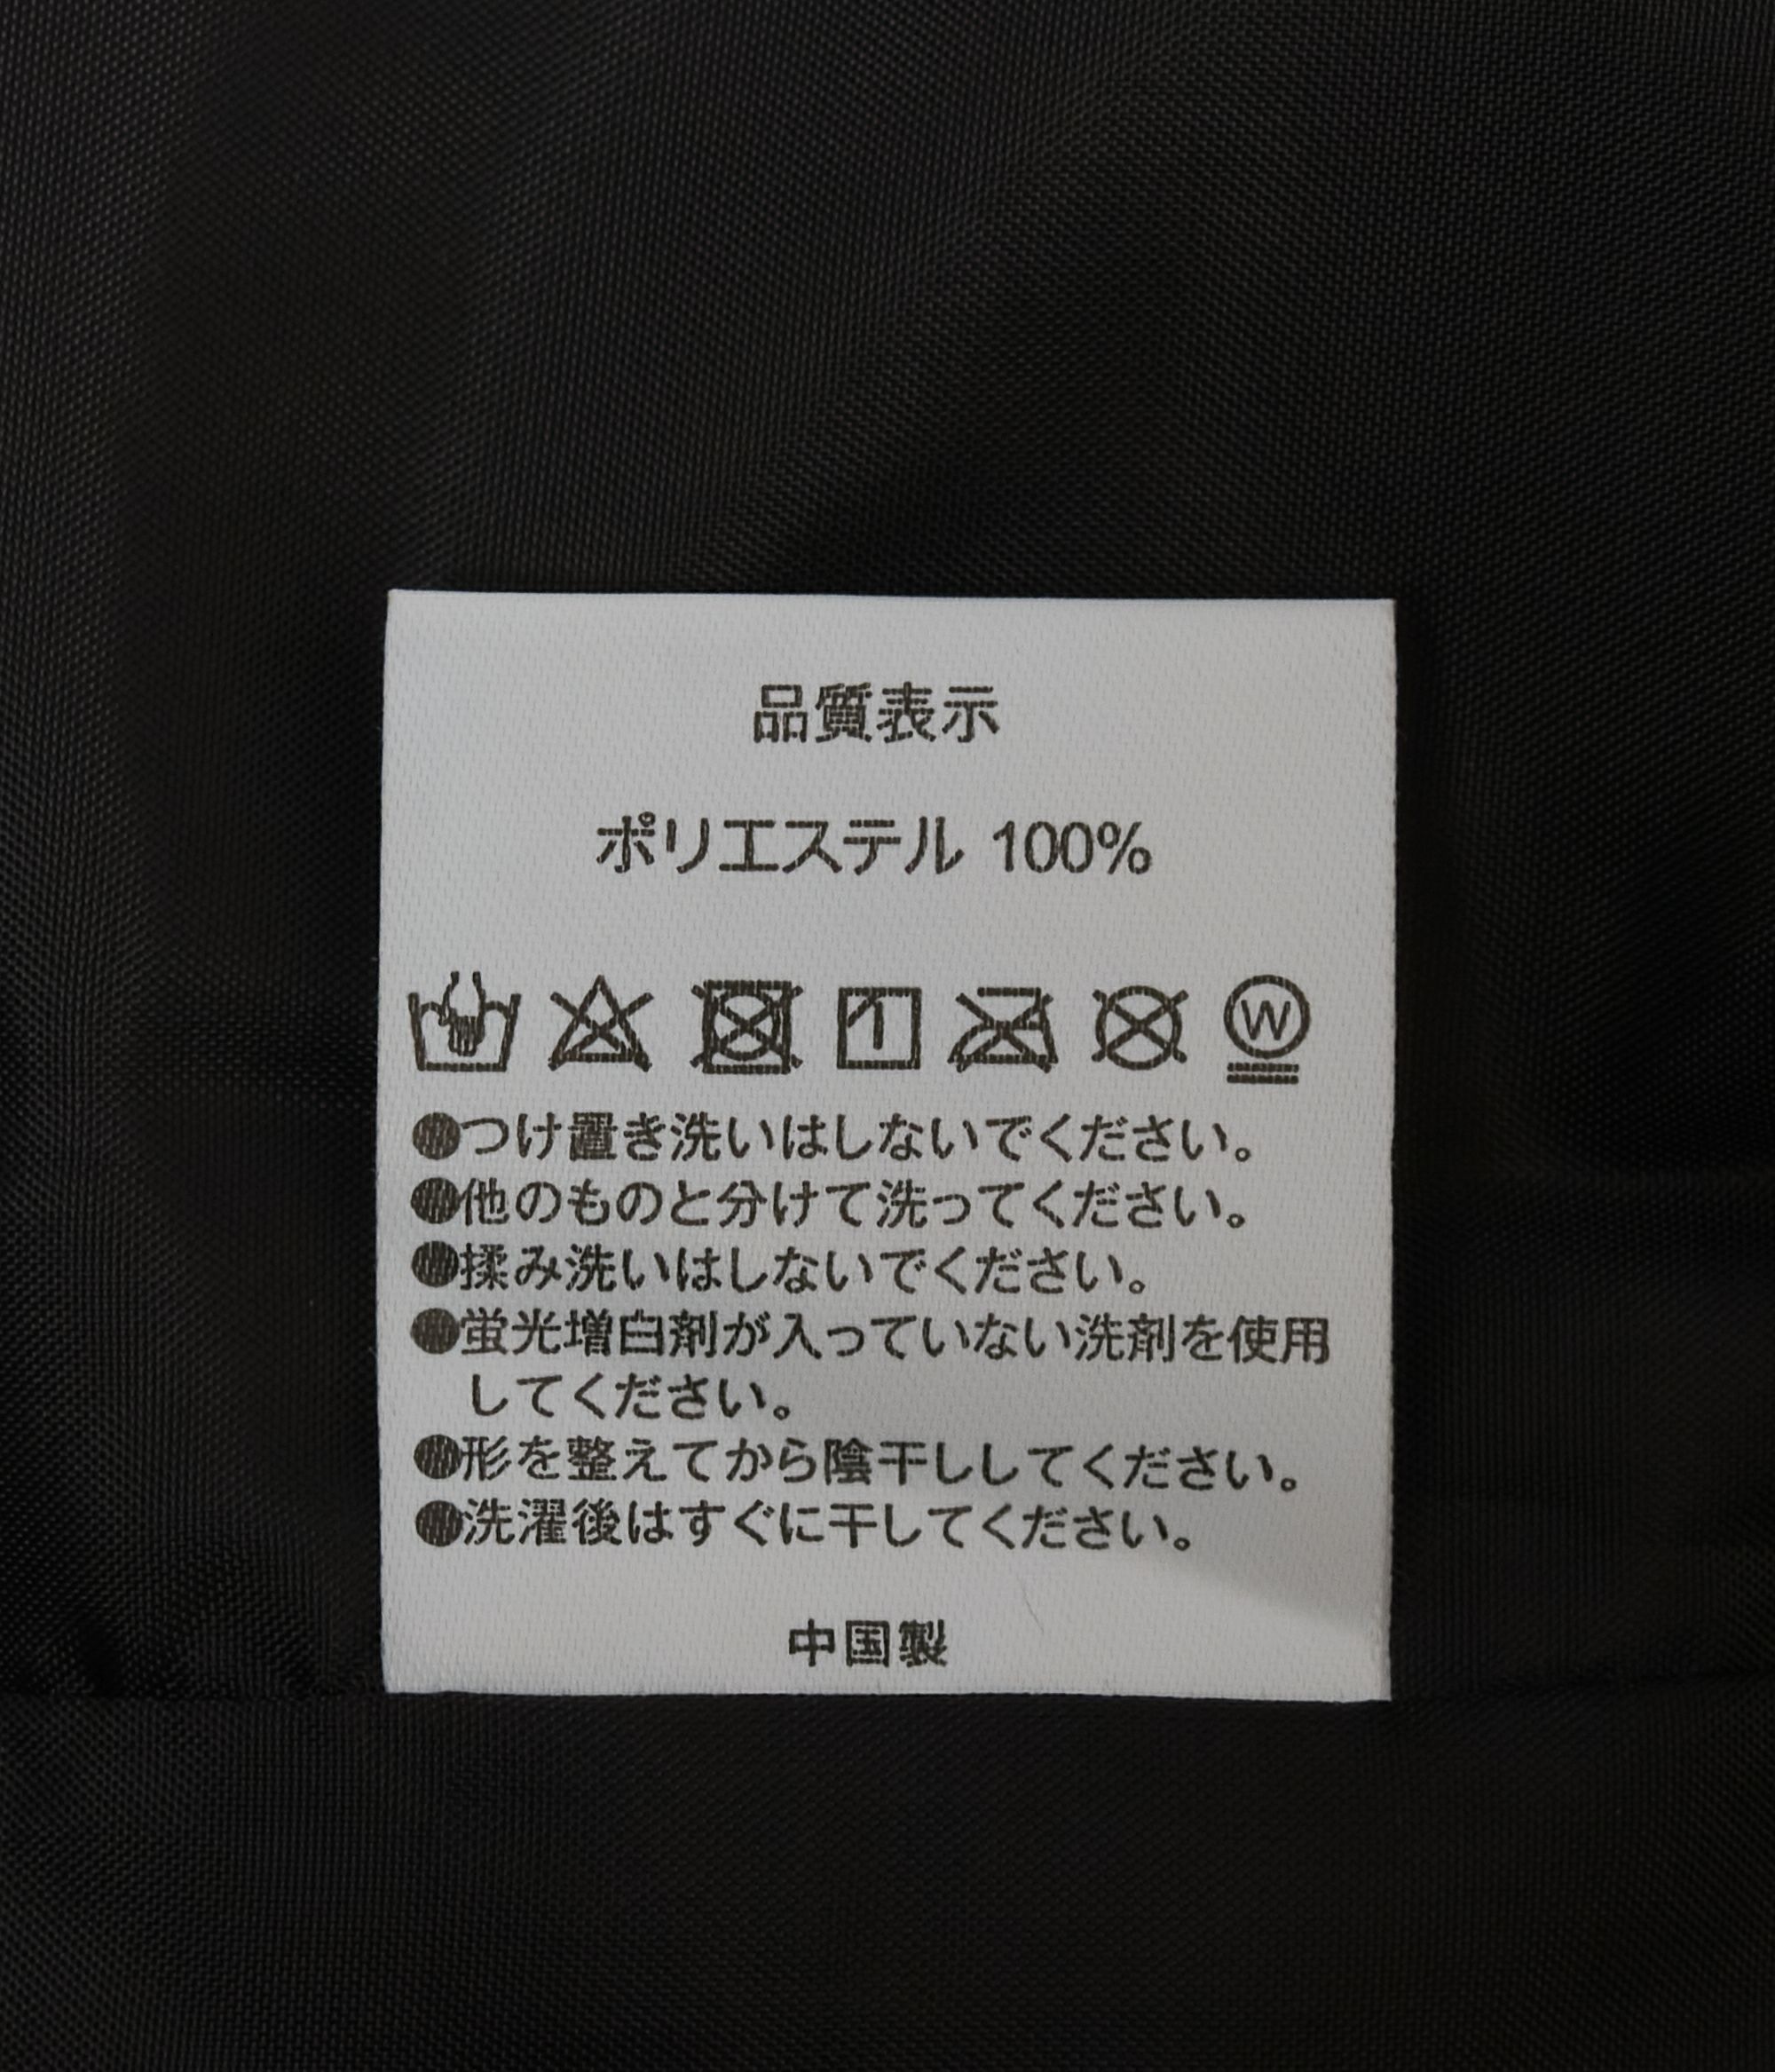 品質表示
ポリエステル 100%
W
●つけ置き洗いはしないでください。
●他のものと分けて洗ってください。
●揉み洗いはしないでください。
●蛍光増白剤が入っていない洗剤を使用
してください。
●形を整えてから陰干ししてください。
●洗濯後はすぐに干してください。
中国製